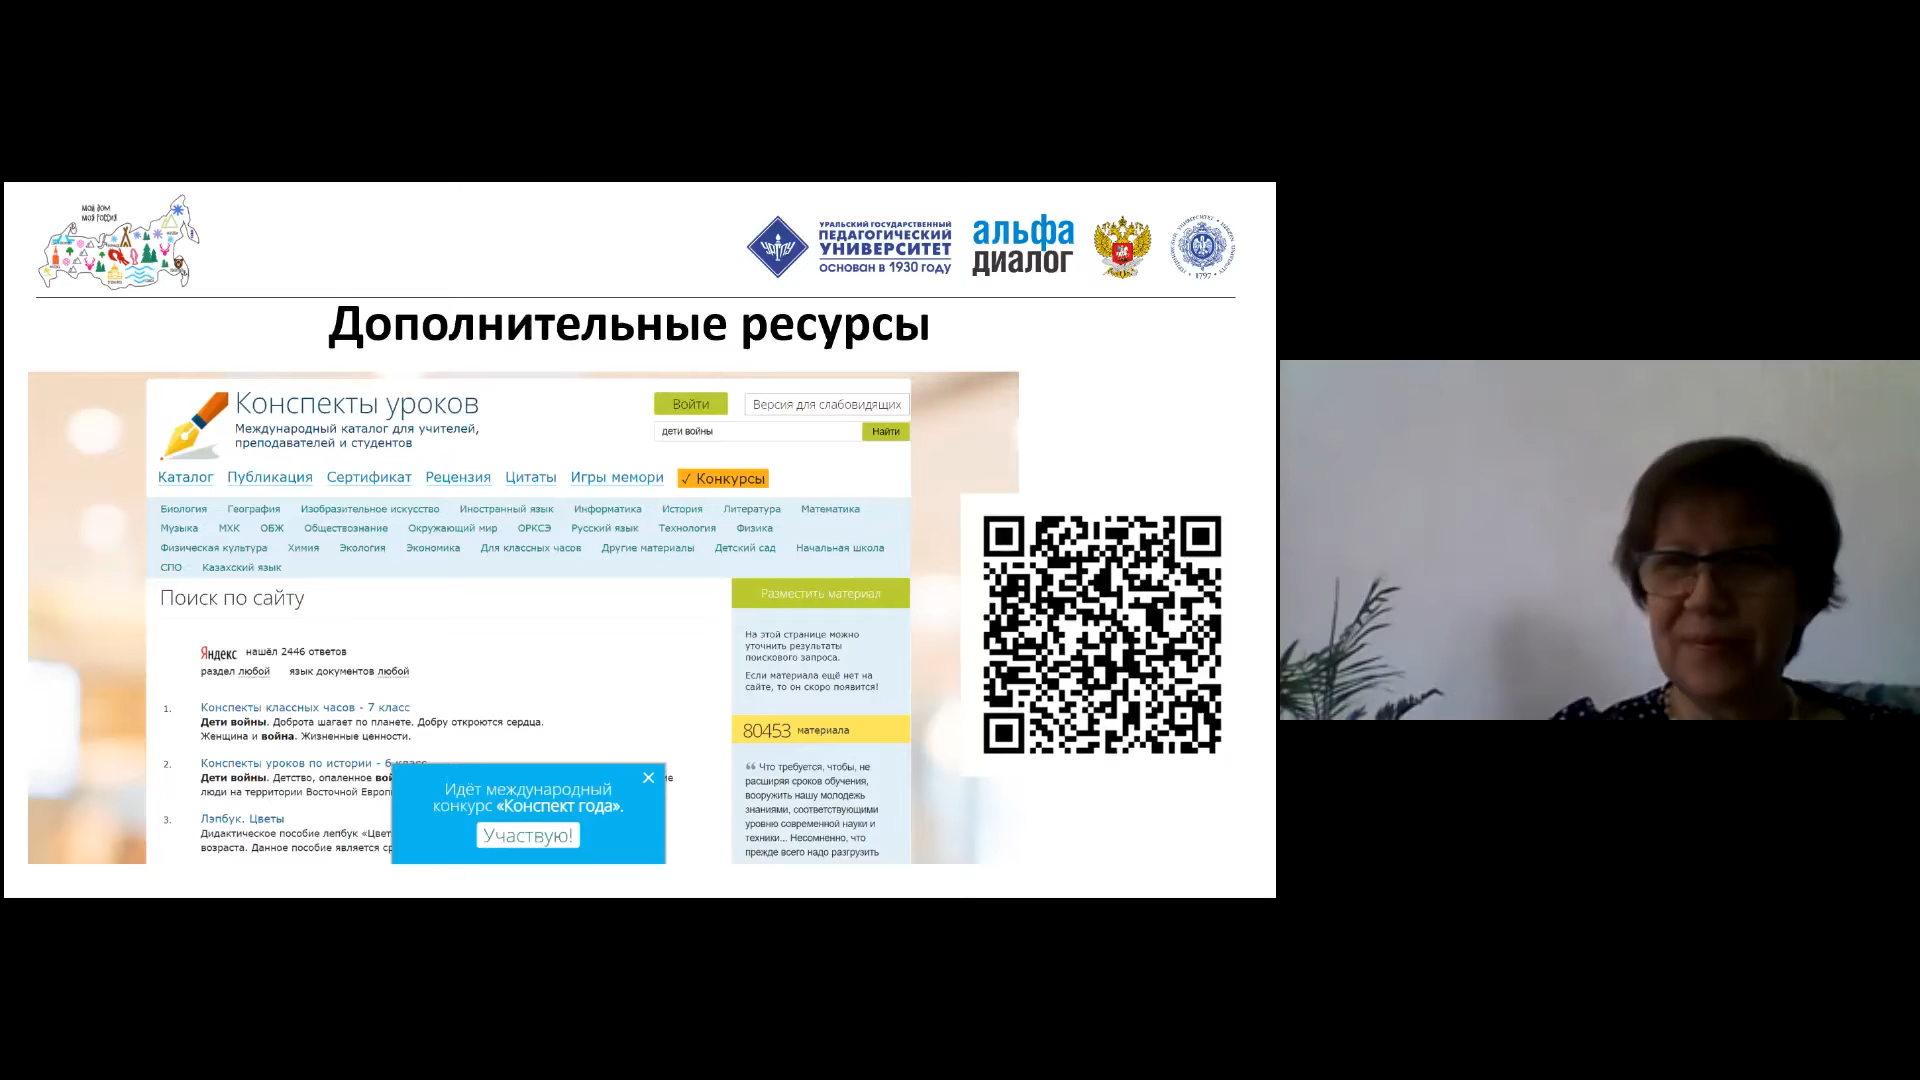 МОЙ ДОМ
МОЯ РОССИЯ
УрГПУ
УРАЛЬСКИЙ ГОСУДАРСТВЕННЫЙ
ПЕДАГОГИЧЕСКИЙ
УНИВЕРСИТЕТ
ОСНОВАН В 1930 ГОДУ
альфа
диалог
1797
Дополнительные ресурсы
Конспекты уроков
Международный каталог для учителей,
преподавателей и студентов
Войти
Версия для слабовидящих
дети войны
Найти
Каталог Публикация Сертификат Рецензия Цитаты Игры мемори ✓ Конкурсы
Биология География Изобразительное искусство Иностранный язык Информатика История Литература Математика
Музыка МХК ОБЖ Обществознание Окружающий мир ОРКСЭ Русский язык Технология Физика
Физическая культура Химия Экология Экономика Для классных часов Другие материалы Детский сад Начальная школа
СПО Казахский язык
Поиск по сайту
Яндекс нашёл 2446 ответов
раздел любой язык документов любой
1. Конспекты классных часов - 7 класс
Дети войны. Доброта шагает по планете. Добру откроются сердца.
Женщина и война. Жизненные ценности.
2. Конспекты уроков по истории - 6 класс
Дети войны. Детство, опаленное вой
люди на территории Восточной Европ
3. Лэпбук. Цветы
Дидактическое пособие лепбук «Цвет
возраста. Данное пособие является ср
Идёт международный
конкурс «Конспект года».
Участвую!
Разместить материал
На этой странице можно
уточнить результаты
поискового запроса.
Если материала ещё нет на
сайте, то он скоро появится!
80453 материала
“ Что требуется, чтобы, не
расширяя сроков обучения,
вооружить нашу молодежь
знаниями, соответствующими
уровню современной науки и
техники... Несомненно, что
прежде всего надо разгрузить